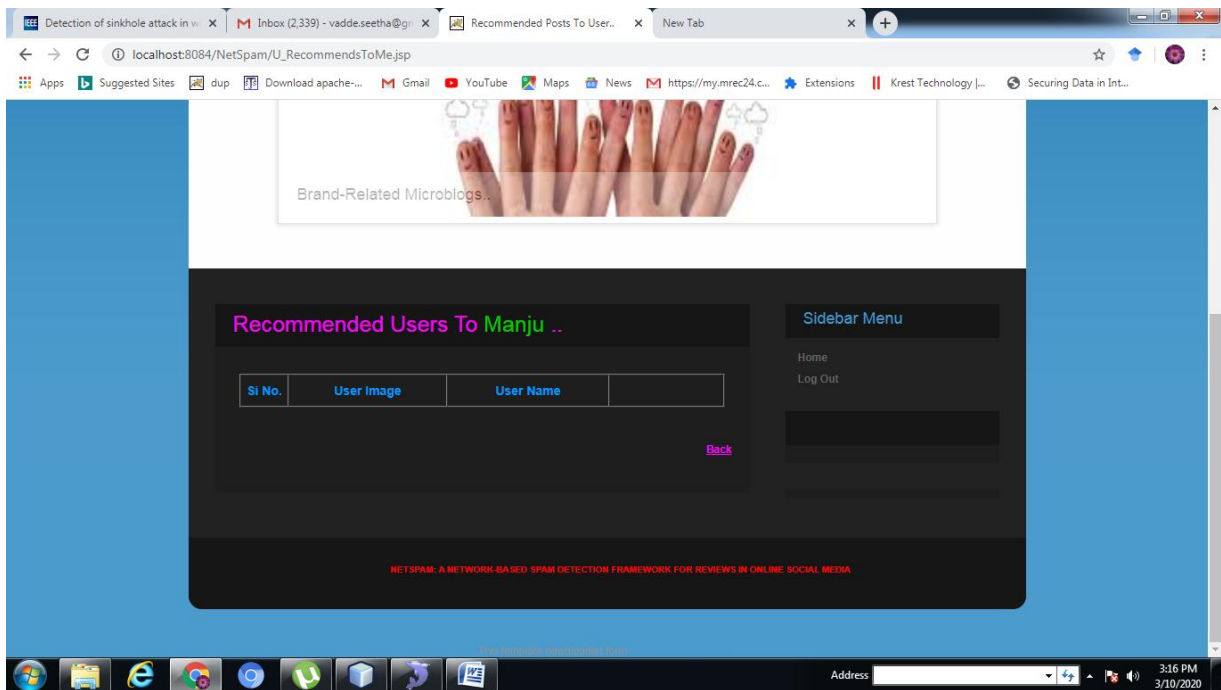 Detection of sinkhole attack in w
M Inbox (2,339) - vadde.seetha@gm
Recommended Posts To User..
New Tab
localhost:8084/NetSpam/U_RecommendsToMe.jsp
Apps Suggested Sites dup Download apache-... Gmail YouTube Maps News https://my.mrec24.c... Extensions Krest Technology |... Securing Data in Int...
Brand-Related Microblogs..
Recommended Users To Manju ..
Si No. User Image User Name
Back
Sidebar Menu
Home
Log Out
NETSPAM: A NETWORK-BASED SPAM DETECTION FRAMEWORK FOR REVIEWS IN ONLINE SOCIAL MEDIA
Address
3:16 PM
3/10/2020